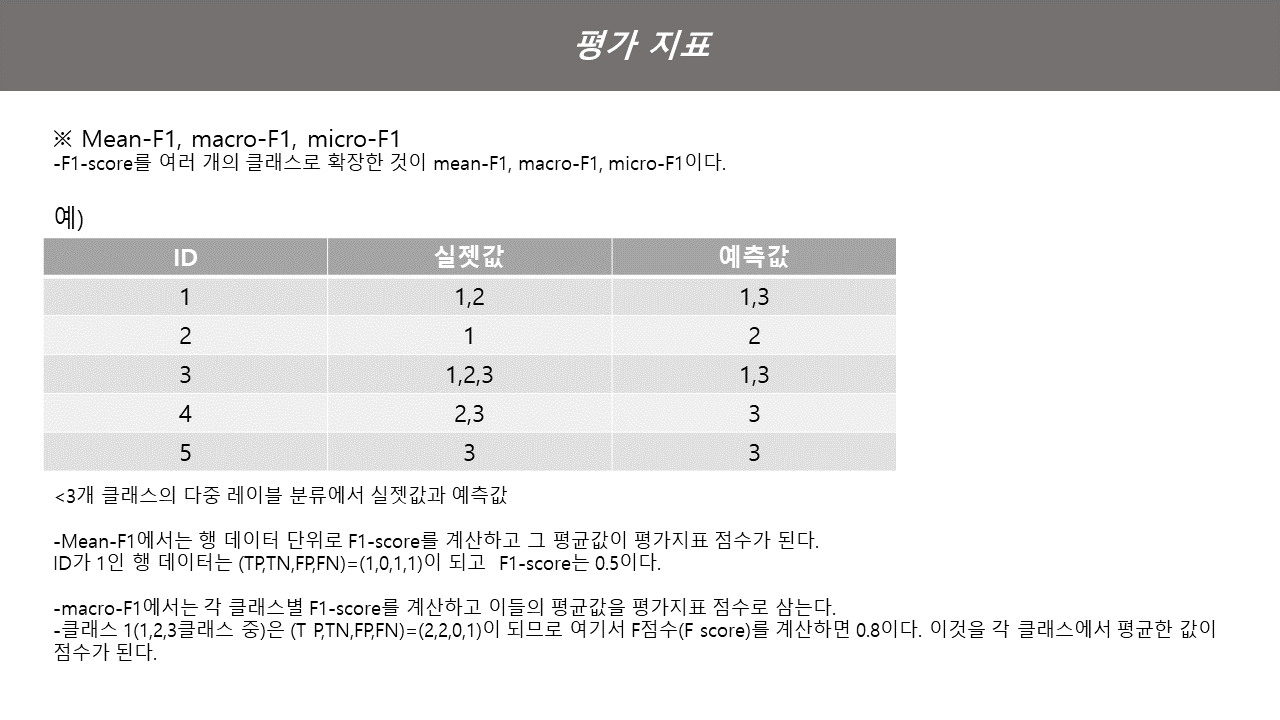 평가 지표
※ Mean-F1, macro-F1, micro-F1
-F1-score를 여러 개의 클래스로 확장한 것이 mean-F1, macro-F1, micro-F1이다.
예)
ID 실젯값 예측값
1 1,2 1,3
2 1 2
3 1,2,3 1,3
4 2,3 3
5 3 3
<3개 클래스의 다중 레이블 분류에서 실젯값과 예측값
-Mean-F1에서는 행 데이터 단위로 F1-score를 계산하고 그 평균값이 평가지표 점수가 된다.
ID가 1인 행 데이터는 (TP,TN,FP,FN)=(1,0,1,1)이 되고 F1-score는 0.5이다.
-macro-F1에서는 각 클래스별 F1-score를 계산하고 이들의 평균값을 평가지표 점수로 삼는다.
-클래스 1(1,2,3클래스 중)은 (T P,TN,FP,FN)=(2,2,0,1)이 되므로 여기서 F점수(F score)를 계산하면 0.8이다. 이것을 각 클래스에서 평균한 값이
점수가 된다.